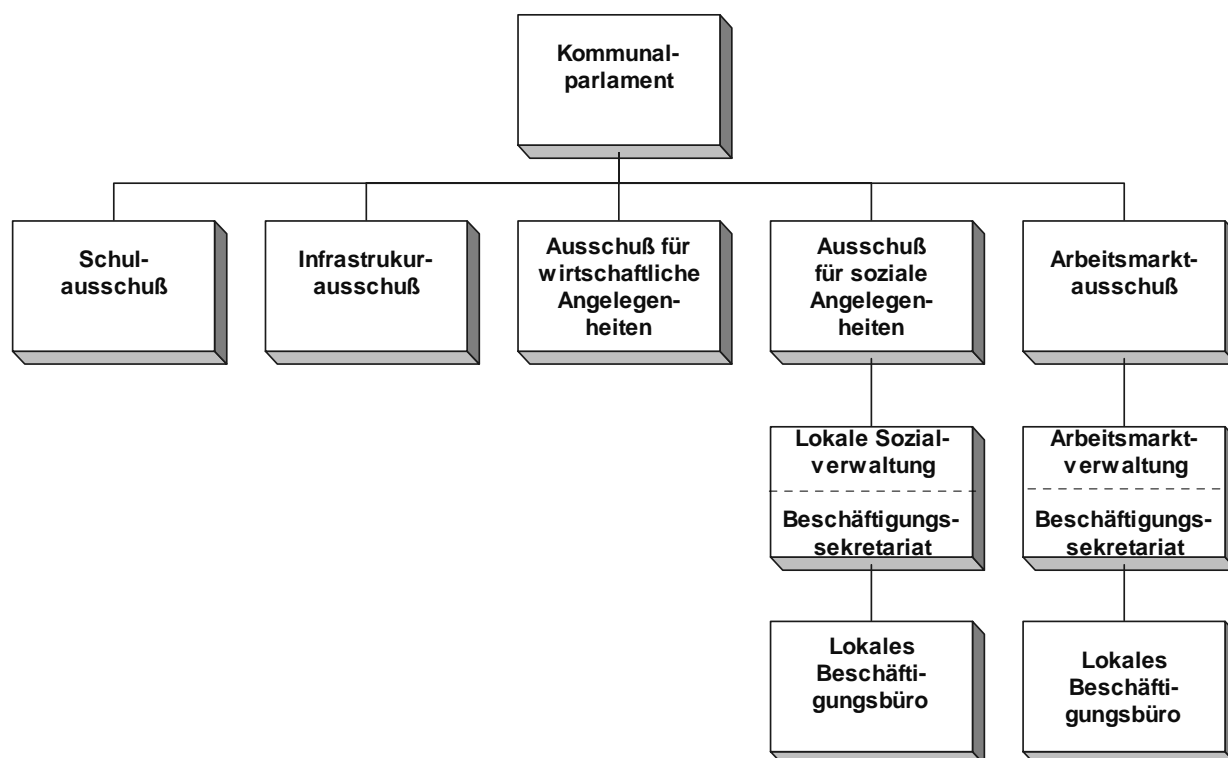 Kommunal-
parlament
Schul-
ausschuß
Infrastrukur-
ausschuß
Ausschuß für
wirtschaftliche
Angelegen-
heiten
Ausschuß
für soziale
Angelegen-
heiten
Arbeitsmarkt-
ausschuß
Lokale Sozial-
verwaltung
Beschäftigungs-
sekretariat
Arbeitsmarkt-
verwaltung
Beschäftigungs-
sekretariat
Lokales
Beschäfti-
gungsbüro
Lokales
Beschäfti-
gungsbüro